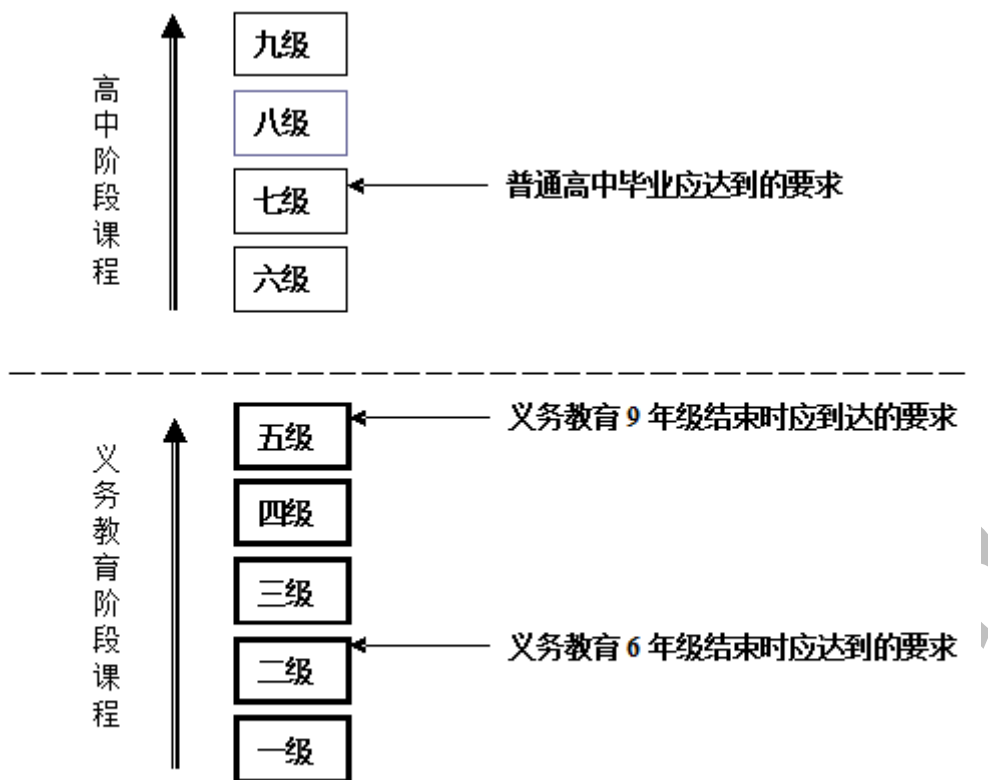 九级
高中阶段课程
八级
七级
普通高中毕业应达到的要求
六级
五级
义务教育 9 年级结束时应到达的要求
义务教育阶段课程
四级
三级
二级
义务教育 6 年级结束时应达到的要求
一级